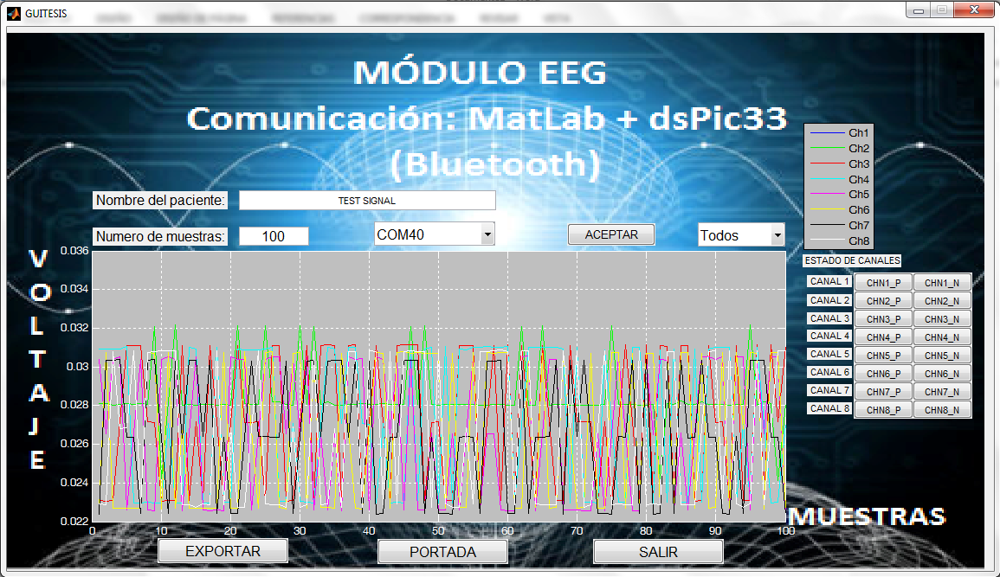 GUITESIS
MÓDULO EEG
Comunicación: MatLab + dsPic33
(Bluetooth)
Nombre del paciente: TEST SIGNAL
Numero de muestras: 100 COM40 ACEPTAR Todos
Ch1
Ch2
Ch3
Ch4
Ch5
Ch6
Ch7
Ch8
ESTADO DE CANALES
CANAL 1 CHN1_P CHN1_N
CANAL 2 CHN2_P CHN2_N
CANAL 3 CHN3_P CHN3_N
CANAL 4 CHN4_P CHN4_N
CANAL 5 CHN5_P CHN5_N
CANAL 6 CHN6_P CHN6_N
CANAL 7 CHN7_P CHN7_N
CANAL 8 CHN8_P CHN8_N
VOLTAJE
0.036
0.034
0.032
0.03
0.028
0.026
0.024
0.022
0 10 20 30 40 50 60 70 80 90 100
MUESTRAS
EXPORTAR PORTADA SALIR